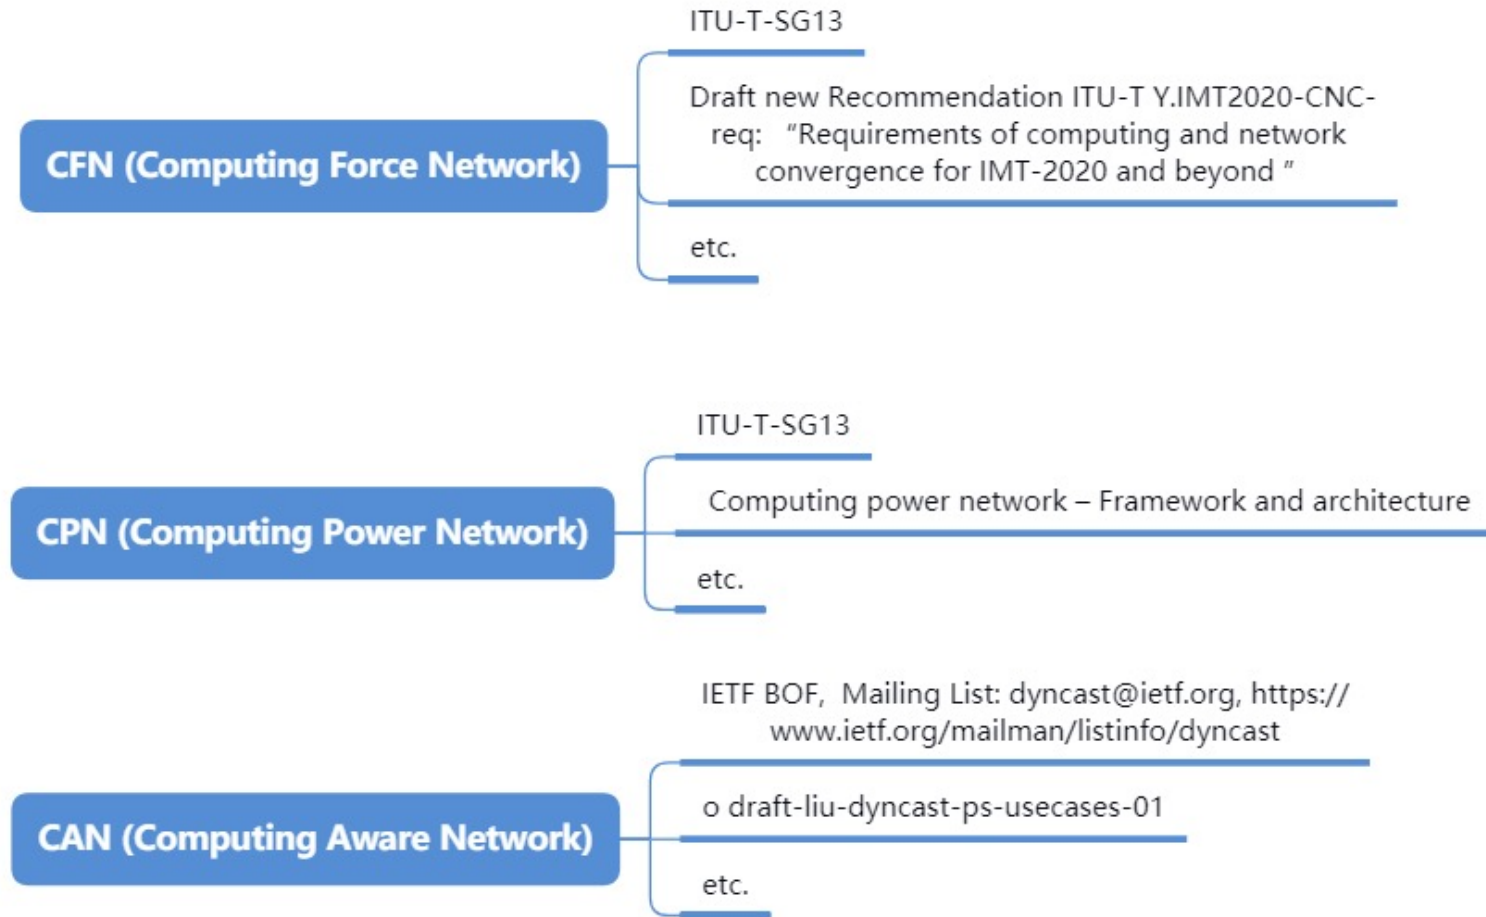 ITU-T-SG13
Draft new Recommendation ITU-T Y.IMT2020-CNC-
req: “Requirements of computing and network
convergence for IMT-2020 and beyond ”
CFN (Computing Force Network)
etc.
ITU-T-SG13
Computing power network – Framework and architecture
CPN (Computing Power Network)
etc.
IETF BOF, Mailing List: dyncast@ietf.org, https://
www.ietf.org/mailman/listinfo/dyncast
o draft-liu-dyncast-ps-usecases-01
CAN (Computing Aware Network)
etc.